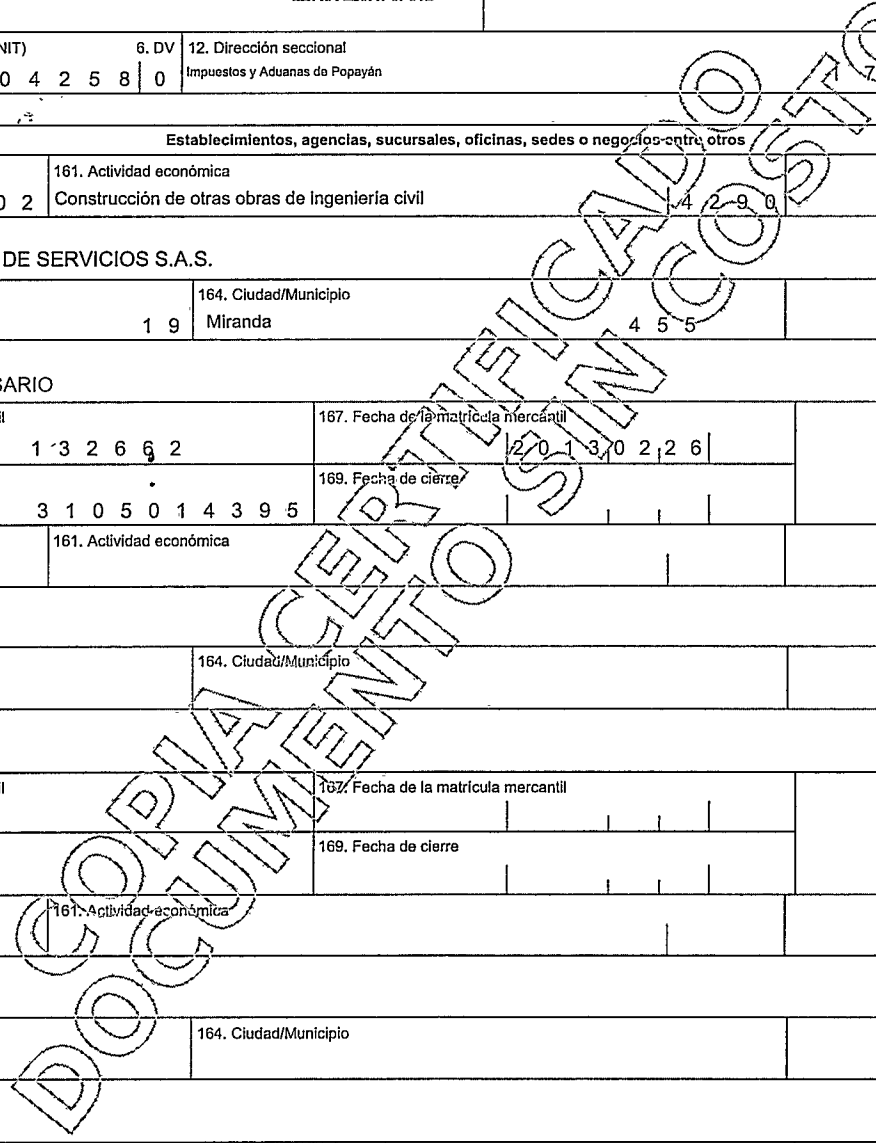 NIT) 6. DV 12. Dirección seccional
0 4 2 5 8 0 Impuestos y Aduanas de Popayán 1 7
Establecimientos, agencias, sucursales, oficinas, sedes o negocios entre otros
161. Actividad económica
0 2 Construcción de otras obras de ingeniería civil 4 2 9 0
DE SERVICIOS S.A.S.
164. Ciudad/Municipio
1 9 Miranda 4 5 5
SARIO
167. Fecha de la matrícula mercantil
1 3 2 6 6 2 2 0 1 3 0 2 2 6
169. Fecha de cierre
3 1 0 5 0 1 4 3 9 5
161. Actividad económica
164. Ciudad/Municipio
167. Fecha de la matrícula mercantil
169. Fecha de cierre
161. Actividad económica
164. Ciudad/Municipio
COPIA CERTIFICADO
DOCUMENTO SIN COSTO